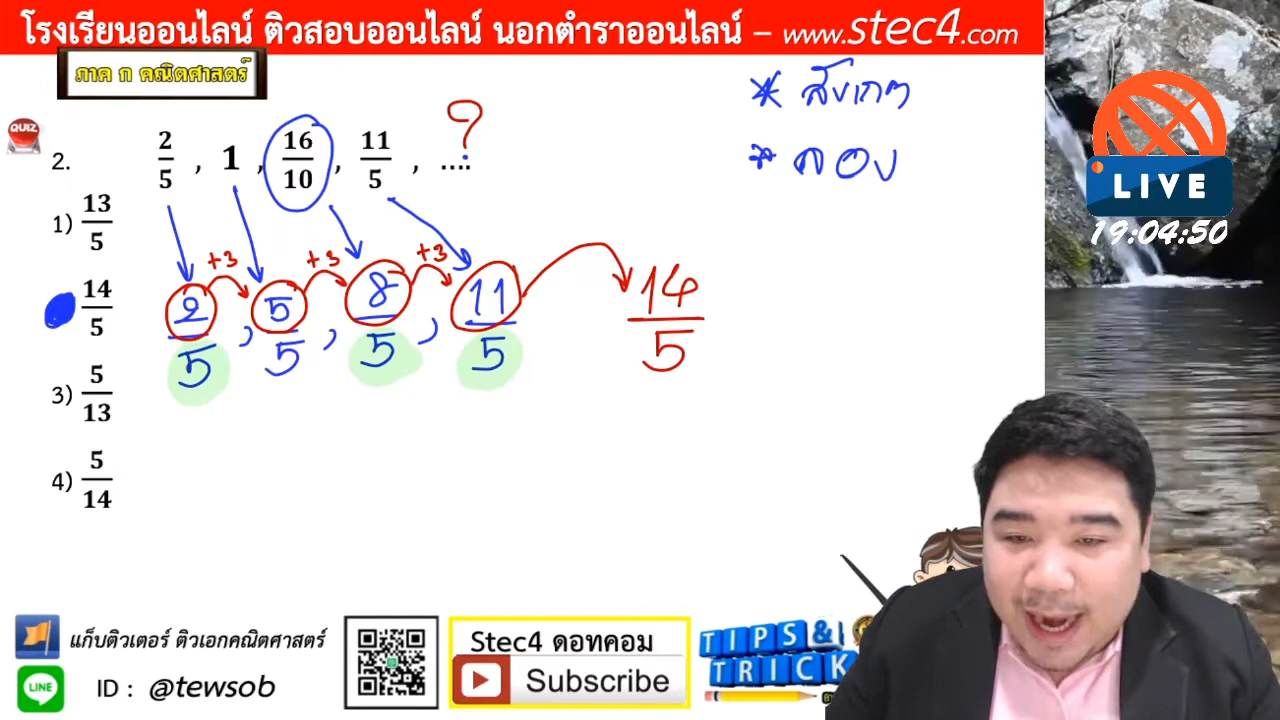 โรงเรียนออนไลน์ ติวสอบออนไลน์ นอกตำราออนไลน์ – www.stec4.com
ภาค ก คณิตศาสตร์
* สังเกต
* ลอง
LIVE
19:04:50
QUIZ
2. 2/5 , 1 , 16/10 , 11/5 , .... ?
1) 13/5
14/5
3) 5/13
4) 5/14
+3 +3 +3
2/5 , 5/5 , 8/5 , 11/5 14/5
แก็บติวเตอร์ ติวเอกคณิตศาสตร์
LINE ID : @tewsob
Stec4 ดอทคอม
Subscribe
TIPS &
TRICK